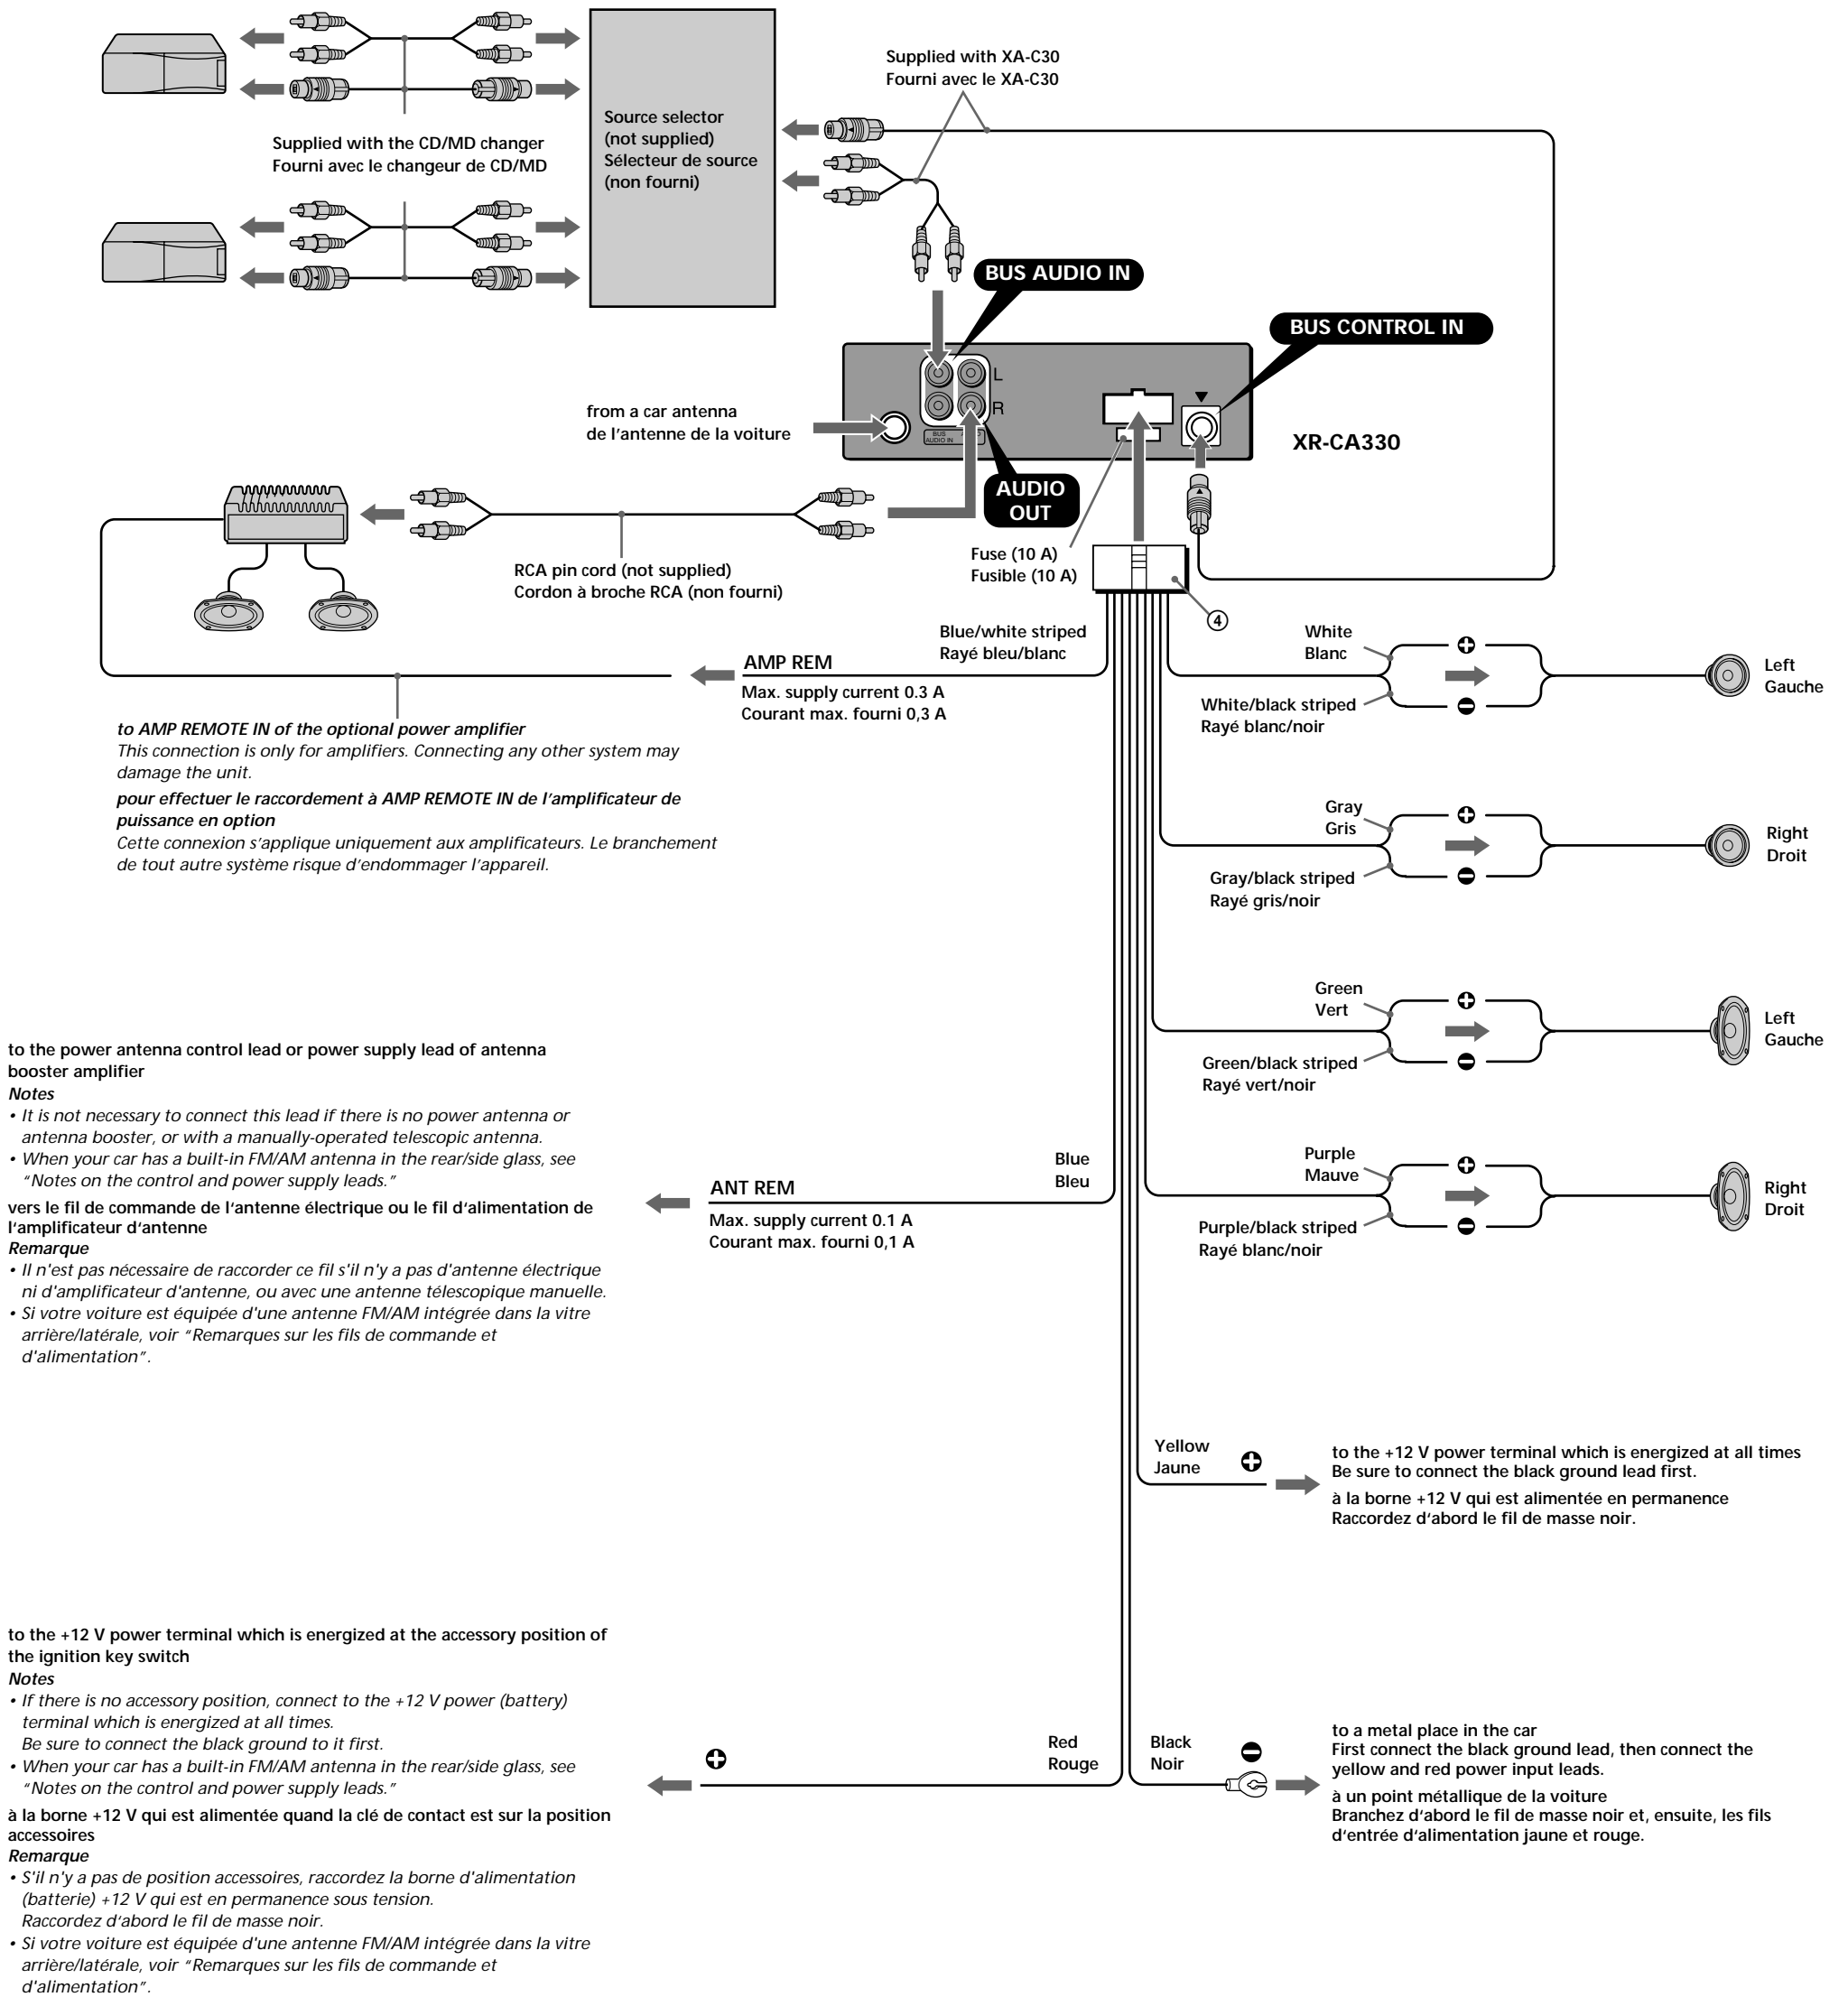 Supplied with XA-C30
Fourni avec le XA-C30
Source selector
(not supplied)
Sélecteur de source
(non fourni)
Supplied with the CD/MD changer
Fourni avec le changeur de CD/MD
BUS AUDIO IN
BUS CONTROL IN
L
R
BUS
AUDIO IN
from a car antenna
de l’antenne de la voiture
XR-CA330
AUDIO
OUT
Fuse (10 A)
Fusible (10 A)
RCA pin cord (not supplied)
Cordon à broche RCA (non fourni)
4
Blue/white striped
Rayé bleu/blanc
AMP REM
Max. supply current 0.3 A
Courant max. fourni 0,3 A
to AMP REMOTE IN of the optional power amplifier
This connection is only for amplifiers. Connecting any other system may
damage the unit.
pour effectuer le raccordement à AMP REMOTE IN de l’amplificateur de
puissance en option
Cette connexion s’applique uniquement aux amplificateurs. Le branchement
de tout autre système risque d’endommager l’appareil.
White
Blanc
White/black striped
Rayé blanc/noir
Left
Gauche
Gray
Gris
Gray/black striped
Rayé gris/noir
Right
Droit
Green
Vert
Green/black striped
Rayé vert/noir
Left
Gauche
Purple
Mauve
Purple/black striped
Rayé blanc/noir
Right
Droit
to the power antenna control lead or power supply lead of antenna
booster amplifier
Notes
• It is not necessary to connect this lead if there is no power antenna or
antenna booster, or with a manually-operated telescopic antenna.
• When your car has a built-in FM/AM antenna in the rear/side glass, see
“Notes on the control and power supply leads.”
vers le fil de commande de l’antenne électrique ou le fil d’alimentation de
l’amplificateur d’antenne
Remarque
• Il n'est pas nécessaire de raccorder ce fil s'il n'y a pas d'antenne électrique
ni d'amplificateur d'antenne, ou avec une antenne télescopique manuelle.
• Si votre voiture est équipée d'une antenne FM/AM intégrée dans la vitre
arrière/latérale, voir “Remarques sur les fils de commande et
d'alimentation”.
Blue
Bleu
ANT REM
Max. supply current 0.1 A
Courant max. fourni 0,1 A
Yellow
Jaune
to the +12 V power terminal which is energized at all times
Be sure to connect the black ground lead first.
à la borne +12 V qui est alimentée en permanence
Raccordez d’abord le fil de masse noir.
to the +12 V power terminal which is energized at the accessory position of
the ignition key switch
Notes
• If there is no accessory position, connect to the +12 V power (battery)
terminal which is energized at all times.
Be sure to connect the black ground to it first.
• When your car has a built-in FM/AM antenna in the rear/side glass, see
“Notes on the control and power supply leads.”
à la borne +12 V qui est alimentée quand la clé de contact est sur la position
accessoires
Remarque
• S'il n'y a pas de position accessoires, raccordez la borne d'alimentation
(batterie) +12 V qui est en permanence sous tension.
Raccordez d’abord le fil de masse noir.
• Si votre voiture est équipée d'une antenne FM/AM intégrée dans la vitre
arrière/latérale, voir “Remarques sur les fils de commande et
d'alimentation”.
Red
Rouge
Black
Noir
to a metal place in the car
First connect the black ground lead, then connect the
yellow and red power input leads.
à un point métallique de la voiture
Branchez d’abord le fil de masse noir et, ensuite, les fils
d’entrée d’alimentation jaune et rouge.